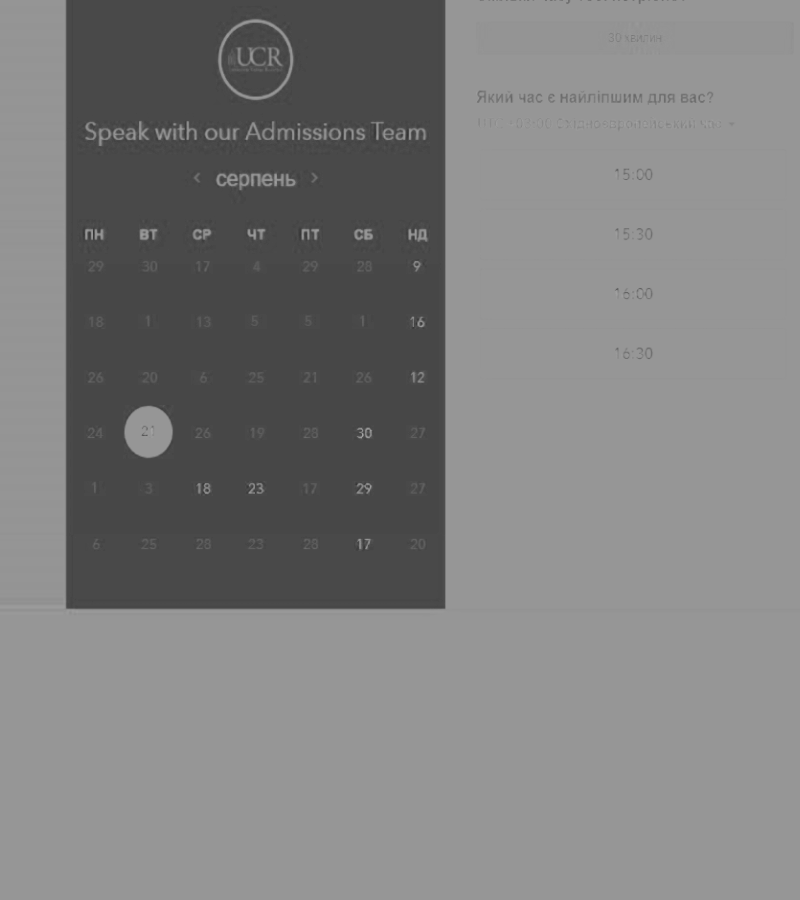 UCR
Speak with our Admissions Team
серпень
ПН ВТ СР ЧТ ПТ СБ НД
29 30 17 4 29 28 9
18 1 13 5 5 1 16
26 20 6 25 21 26 12
24 21 26 19 28 30 27
1 3 18 23 17 29 27
6 25 28 23 28 17 20
30 хвилин
Який час є найліпшим для вас?
15:00
15:30
16:00
16:30